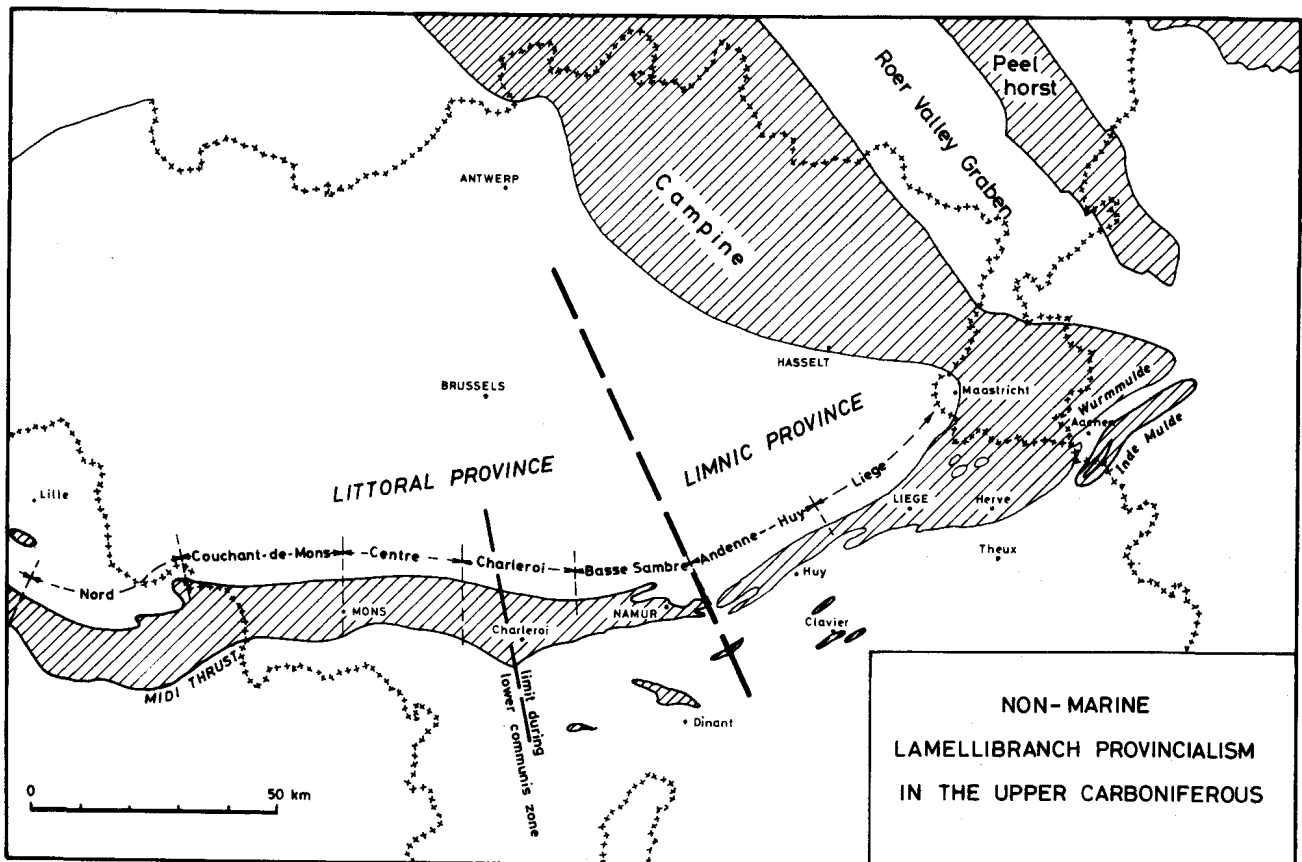 Peel
horst
Roer Valley Graben
ANTWERP
Campine
HASSELT
BRUSSELS
Maastricht
Wurmmulde
Aachen
Inde Mulde
LIMNIC PROVINCE
LITTORAL PROVINCE
Lille
Liege
LIEGE
Herve
Theux
Couchant-de-Mons
Centre
Charleroi
Basse Sambre
Andenne
Huy
Nord
Huy
MONS
NAMUR
Charleroi
Clavier
MIDI THRUST
limit during
lower communis zone
Dinant
0
50 km
NON-MARINE
LAMELLIBRANCH PROVINCIALISM
IN THE UPPER CARBONIFEROUS